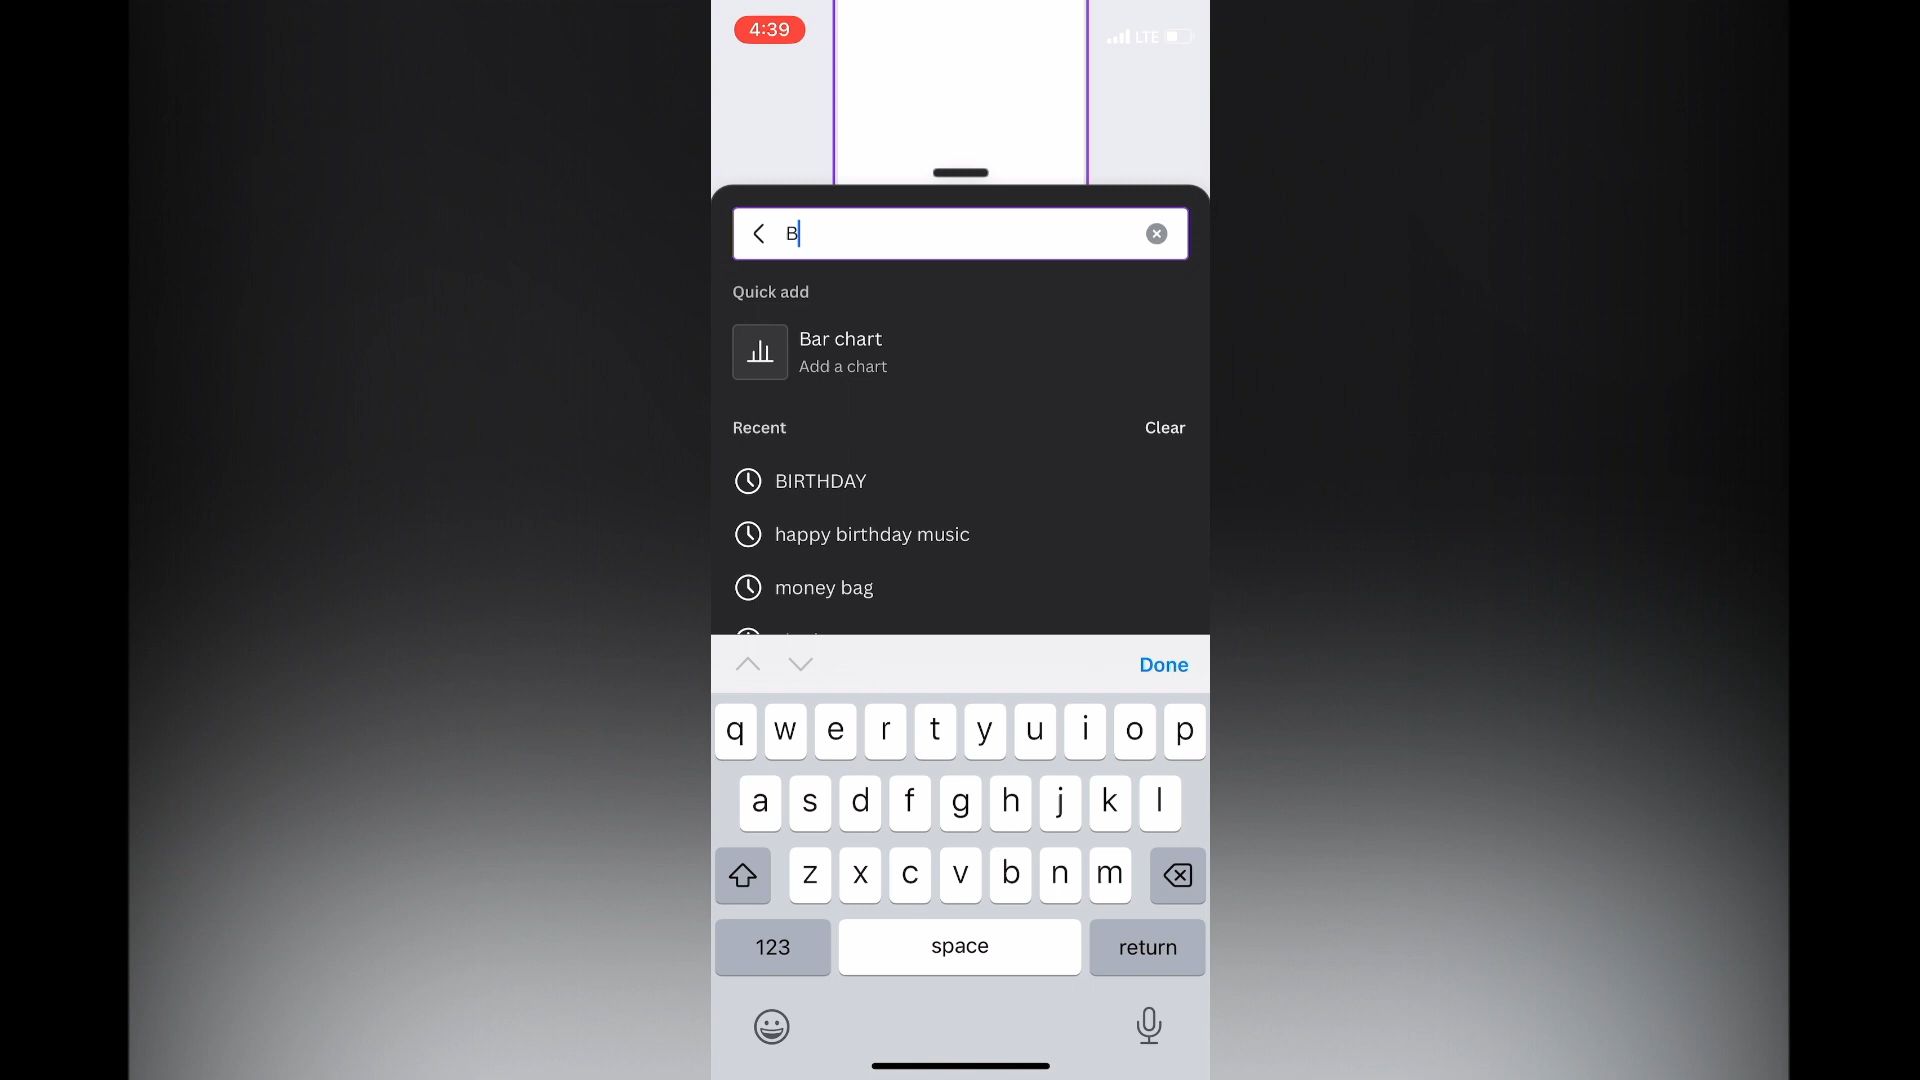 4:39
LTE
B
Quick add
Bar chart
Add a chart
Recent
Clear
BIRTHDAY
happy birthday music
money bag
Done
q w e r t y u i o p
a s d f g h j k l
z x c v b n m
123
space
return